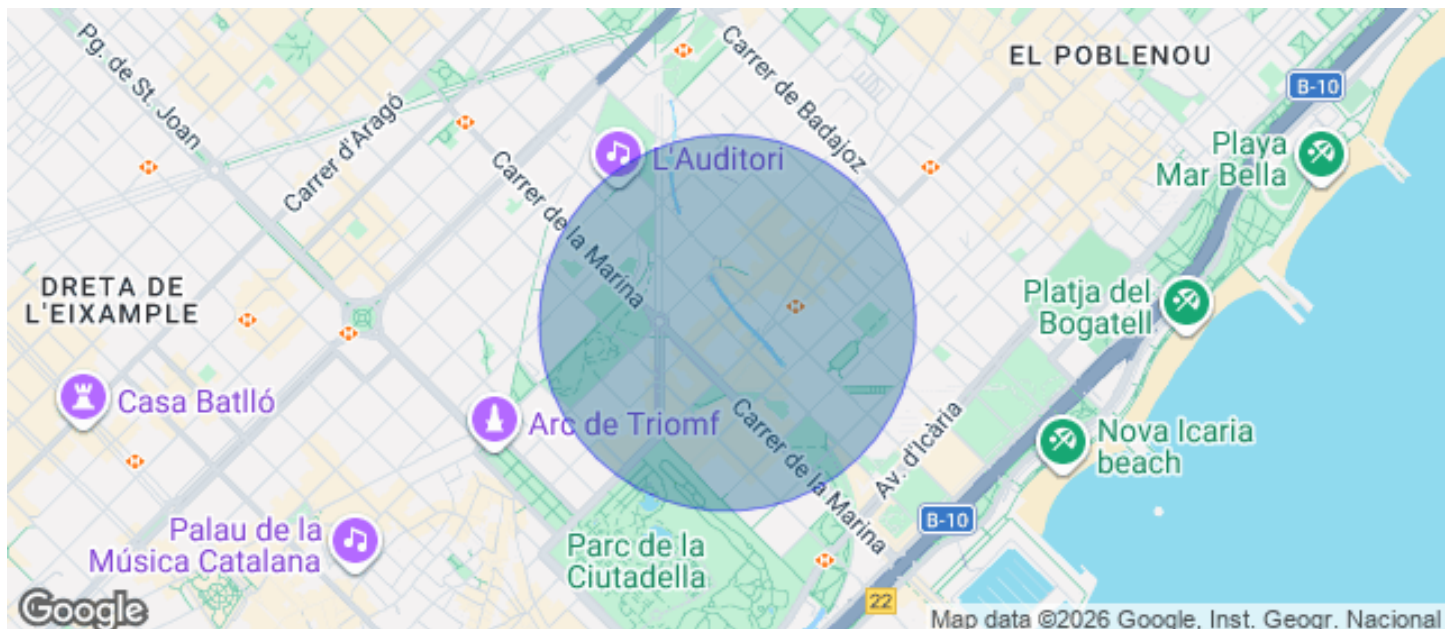 Pg. de St. Joan
Carrer d'Aragó
Carrer de la Marina
L'Auditori
Carrer de Badajoz
EL POBLENOU
B-10
Playa
Mar Bella
DRETA DE
L'EIXAMPLE
Platja del
Bogatell
Casa Batlló
Arc de Triomf
Carrer de la Marina
Av. d'Icària
Nova Icaria
beach
B-10
Palau de la
Música Catalana
Parc de la
Ciutadella
22
Google
Map data ©2026 Google, Inst. Geogr. Nacional